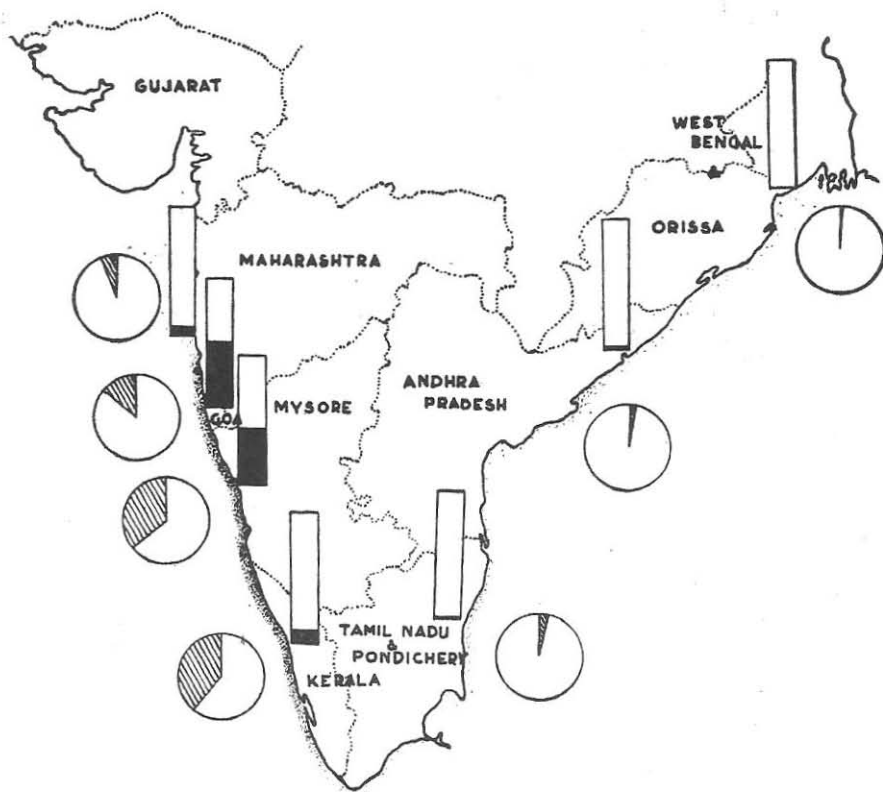 GUJARAT
WEST
BENGAL
ORISSA
MAHARASHTRA
ANDHRA
PRADESH
MYSORE
GOA
TAMIL NADU
&
PONDICHERY
KERALA